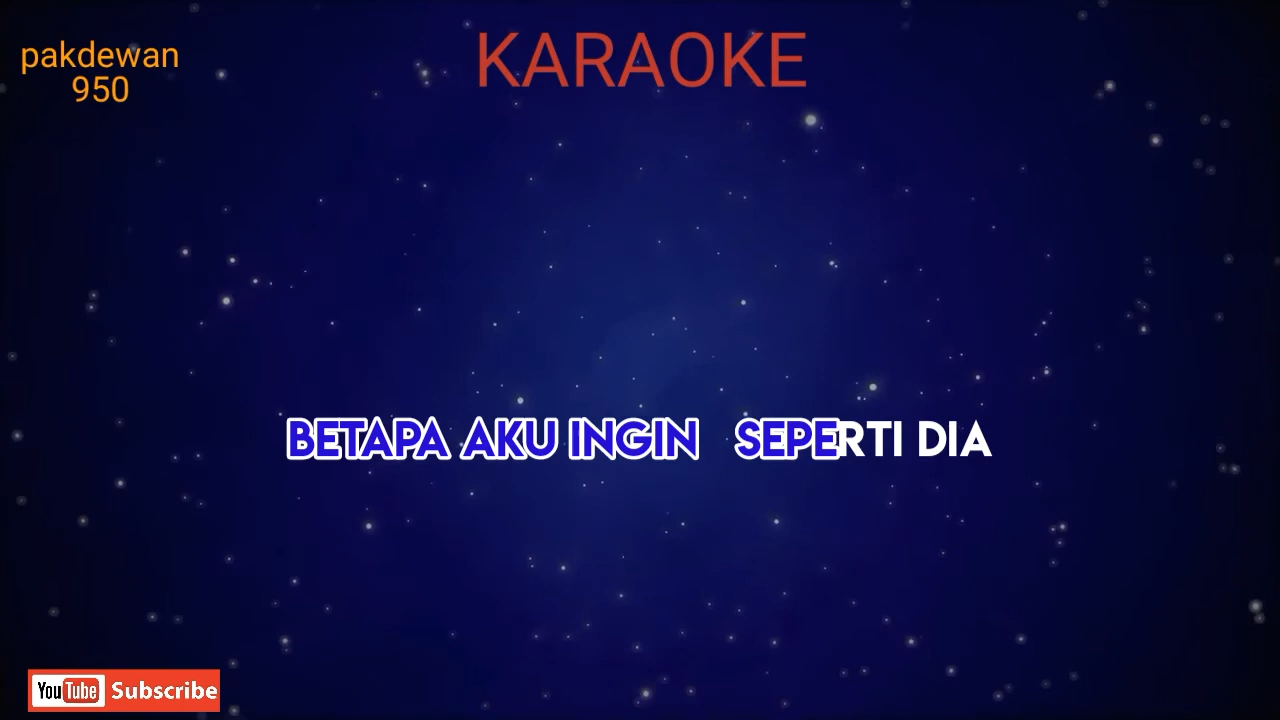 pakdewan
950
KARAOKE
BETAPA AKU INGIN SEPERTI DIA
YouTube Subscribe